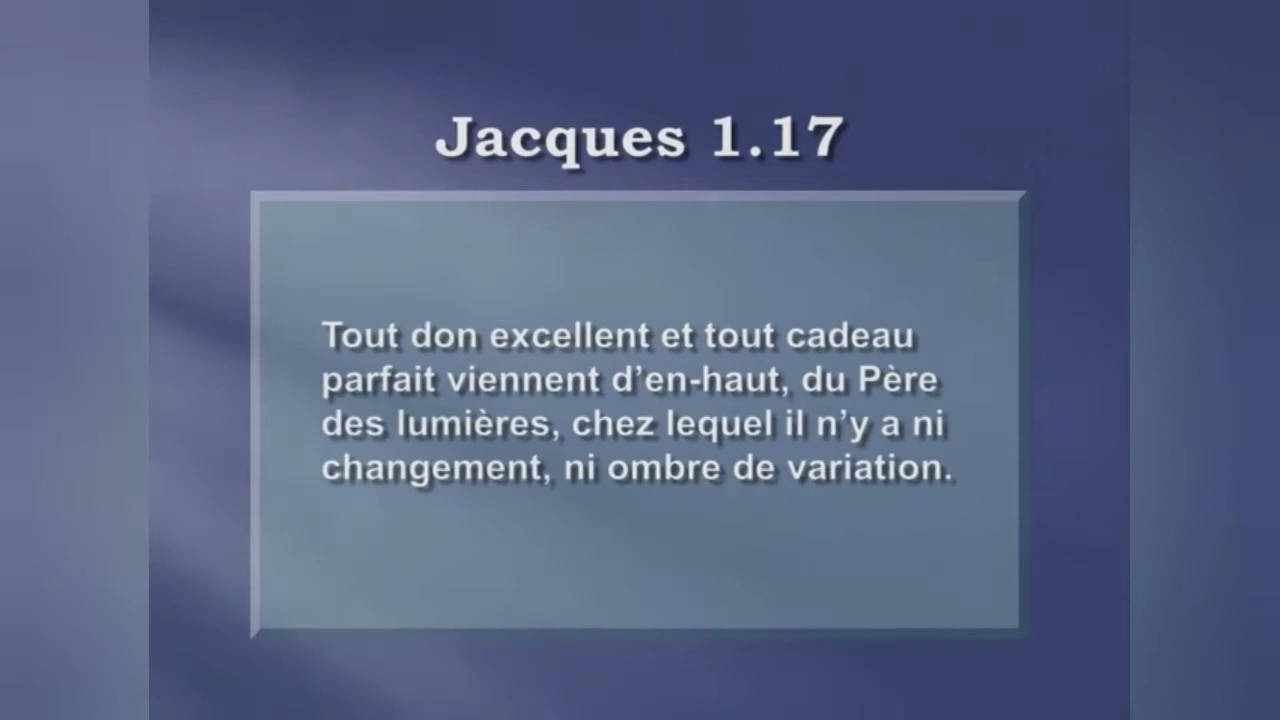 Jacques 1.17
Tout don excellent et tout cadeau
parfait viennent d’en-haut, du Père
des lumières, chez lequel il n’y a ni
changement, ni ombre de variation.